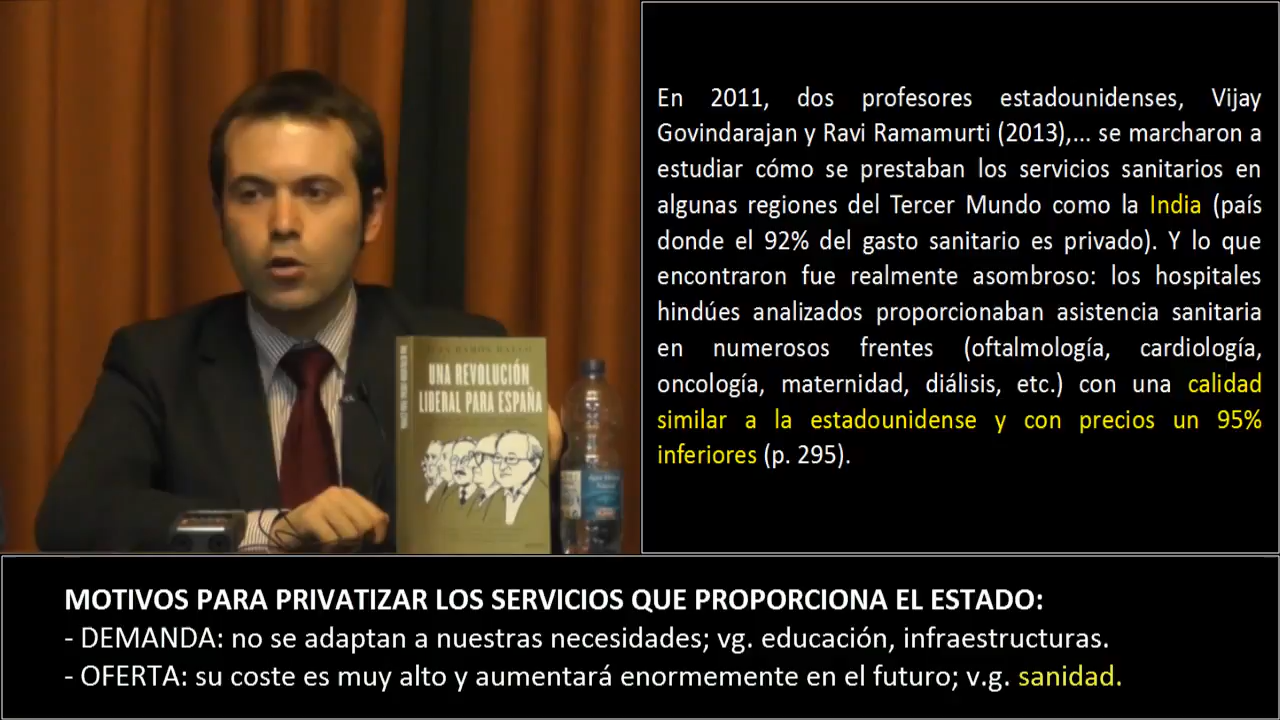 UNA REVOLUCIÓN
LIBERAL PARA ESPAÑA
En 2011, dos profesores estadounidenses, Vijay
Govindarajan y Ravi Ramamurti (2013),... se marcharon a
estudiar cómo se prestaban los servicios sanitarios en
algunas regiones del Tercer Mundo como la India (país
donde el 92% del gasto sanitario es privado). Y lo que
encontraron fue realmente asombroso: los hospitales
hindúes analizados proporcionaban asistencia sanitaria
en numerosos frentes (oftalmología, cardiología,
oncología, maternidad, diálisis, etc.) con una calidad
similar a la estadounidense y con precios un 95%
inferiores (p. 295).
MOTIVOS PARA PRIVATIZAR LOS SERVICIOS QUE PROPORCIONA EL ESTADO:
- DEMANDA: no se adaptan a nuestras necesidades; vg. educación, infraestructuras.
- OFERTA: su coste es muy alto y aumentará enormemente en el futuro; v.g. sanidad.